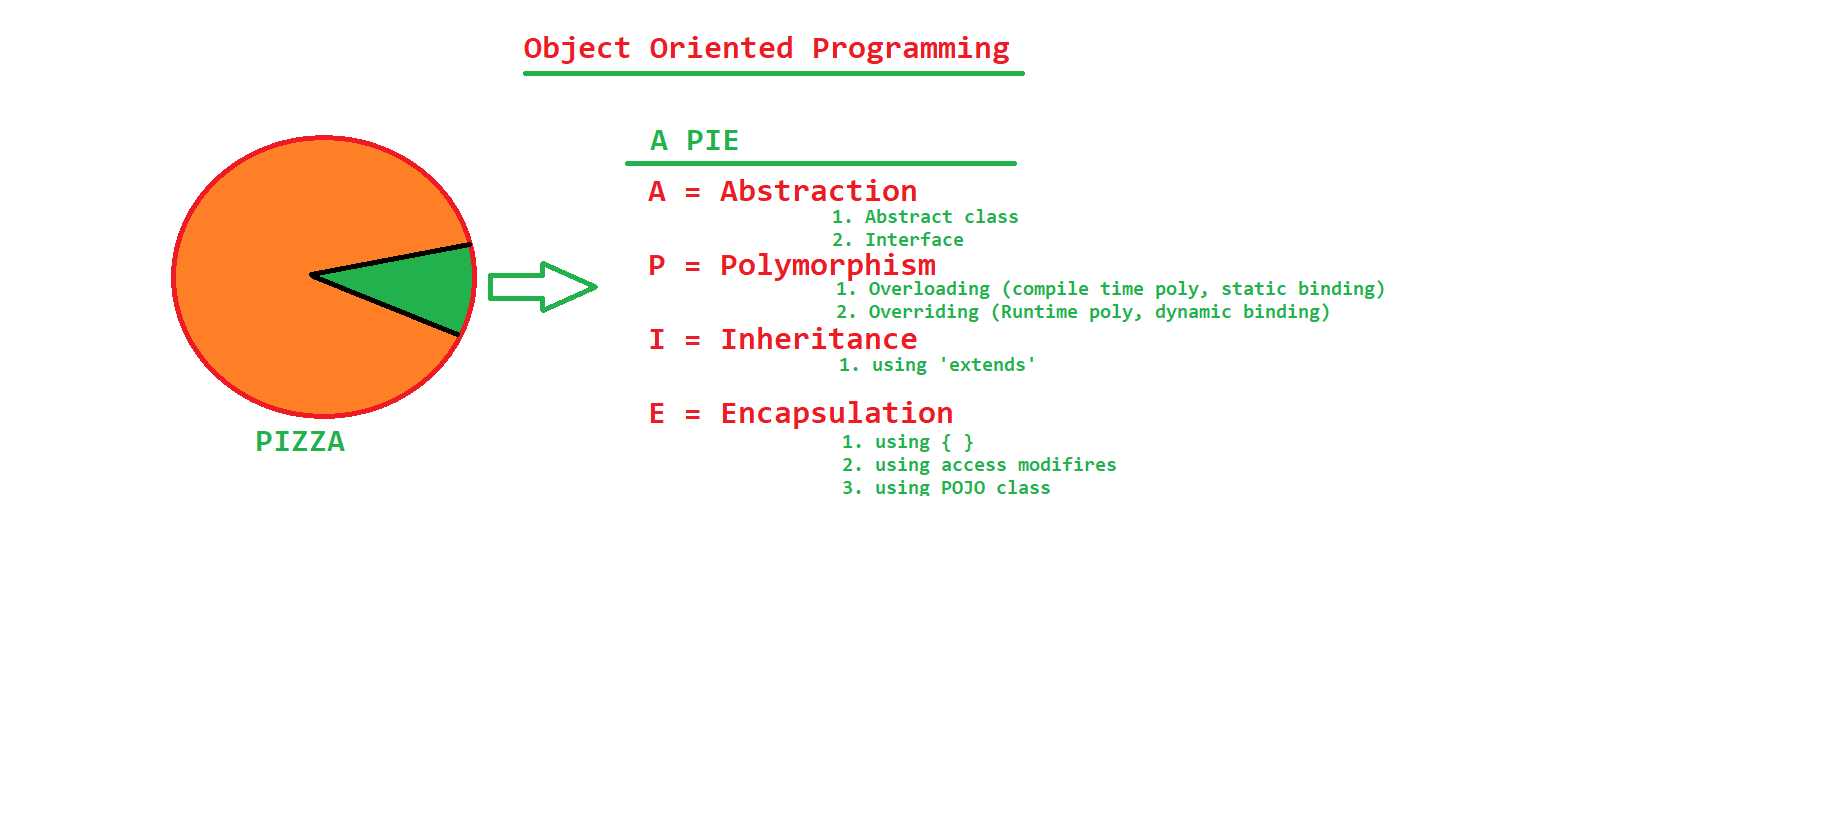 Object Oriented Programming
A PIE
A = Abstraction
1. Abstract class
2. Interface
P = Polymorphism
1. Overloading (compile time poly, static binding)
2. Overriding (Runtime poly, dynamic binding)
I = Inheritance
1. using 'extends'
E = Encapsulation
1. using { }
2. using access modifires
3. using POJO class
PIZZA